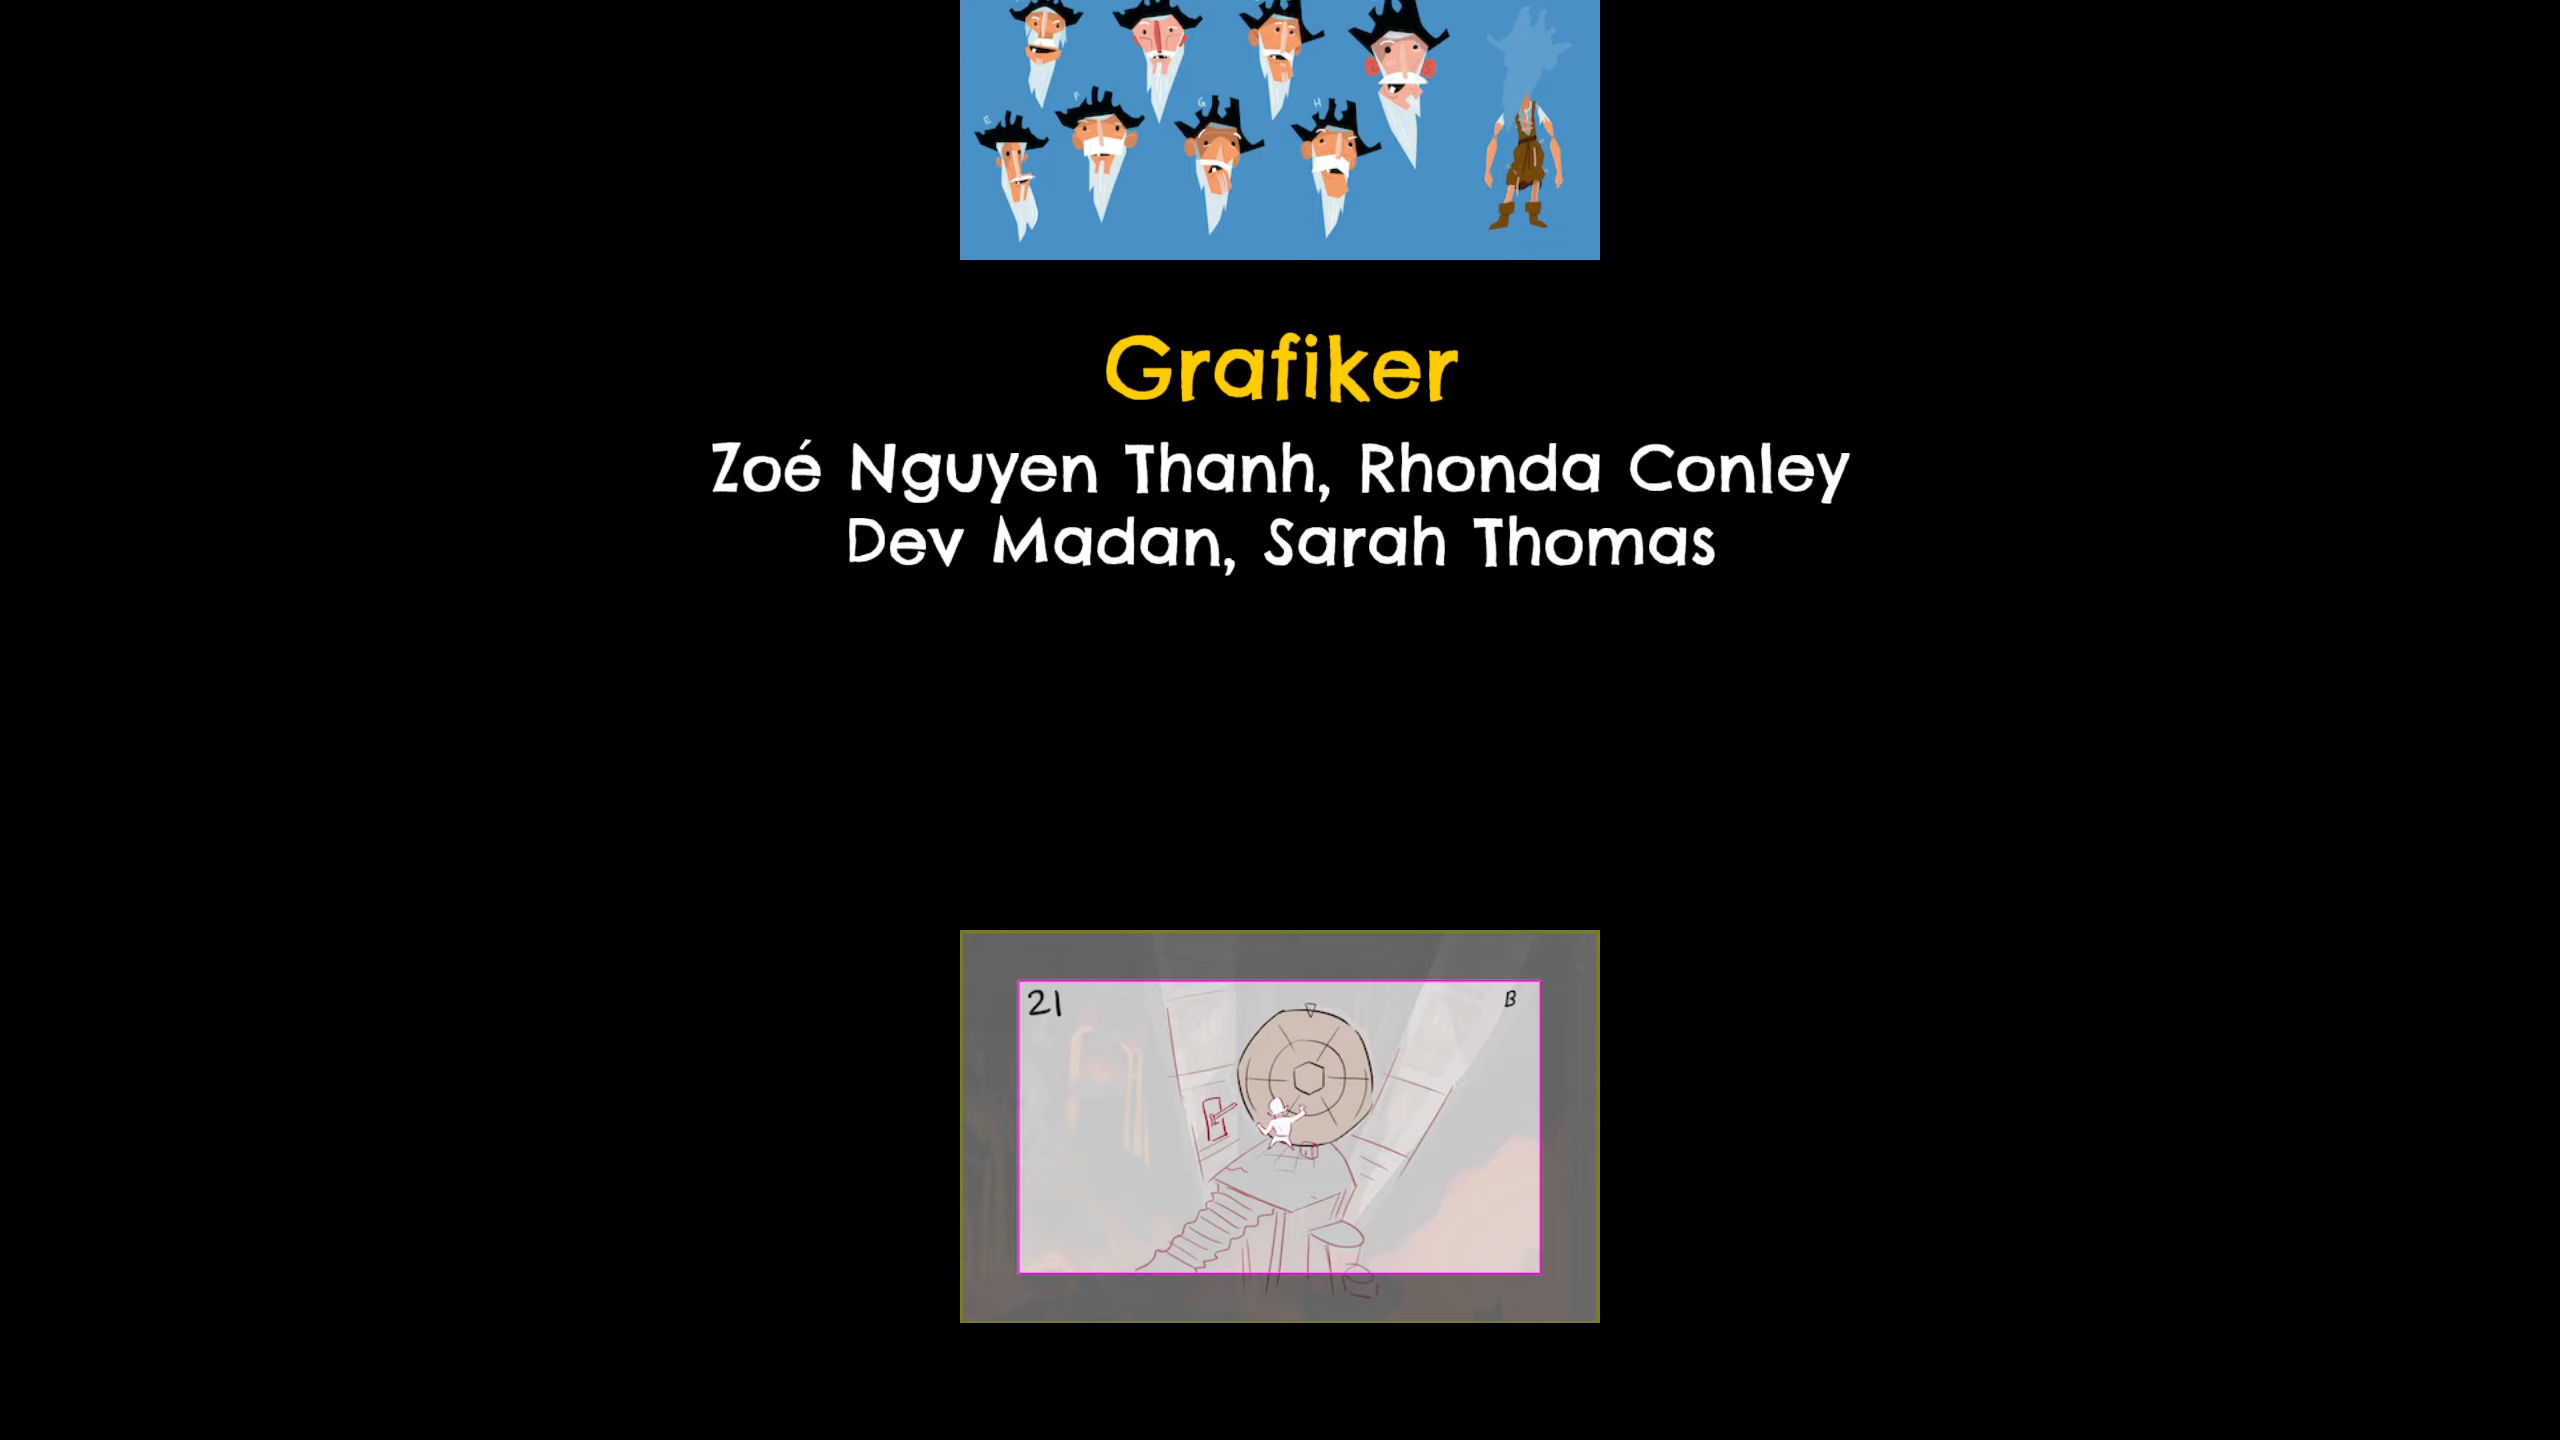 E F G H
Grafiker
Zoé Nguyen Thanh, Rhonda Conley
Dev Madan, Sarah Thomas
21 B